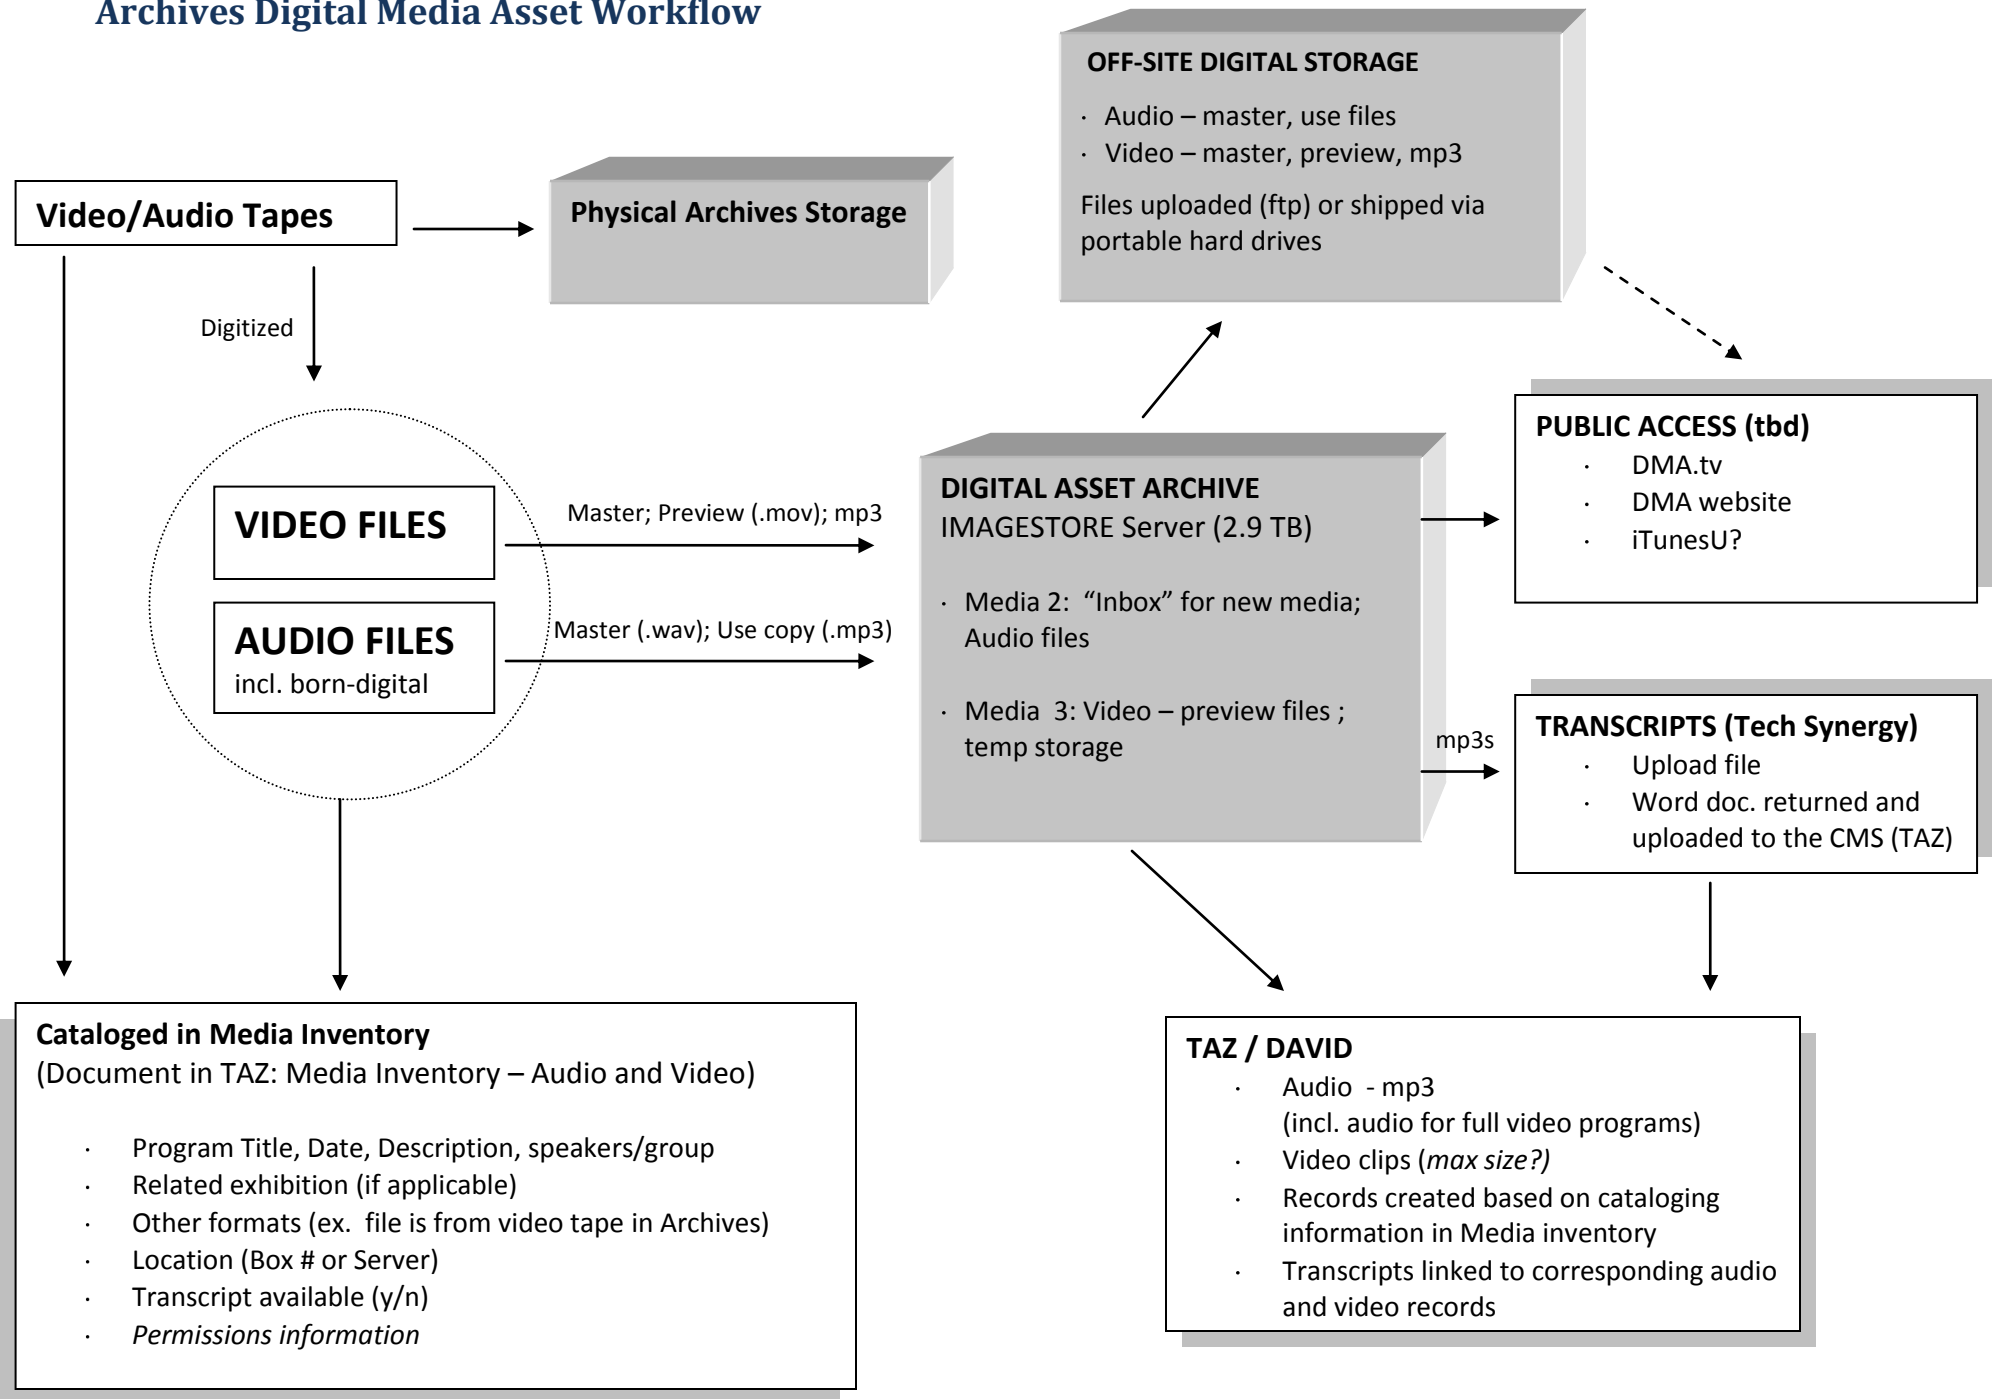 Archives Digital Media Asset Workflow
OFF-SITE DIGITAL STORAGE
· Audio – master, use files
· Video – master, preview, mp3
Files uploaded (ftp) or shipped via
portable hard drives
Video/Audio Tapes
Physical Archives Storage
Digitized
VIDEO FILES
Master; Preview (.mov); mp3
AUDIO FILES
incl. born-digital
Master (.wav); Use copy (.mp3)
DIGITAL ASSET ARCHIVE
IMAGESTORE Server (2.9 TB)
· Media 2:  “Inbox” for new media;
Audio files
· Media  3: Video – preview files ;
temp storage
PUBLIC ACCESS (tbd)
· DMA.tv
· DMA website
· iTunesU?
mp3s
TRANSCRIPTS (Tech Synergy)
· Upload file
· Word doc. returned and
uploaded to the CMS (TAZ)
Cataloged in Media Inventory
(Document in TAZ: Media Inventory – Audio and Video)
· Program Title, Date, Description, speakers/group
· Related exhibition (if applicable)
· Other formats (ex.  file is from video tape in Archives)
· Location (Box # or Server)
· Transcript available (y/n)
· Permissions information
TAZ / DAVID
· Audio  - mp3
(incl. audio for full video programs)
· Video clips (max size?)
· Records created based on cataloging
information in Media inventory
· Transcripts linked to corresponding audio
and video records